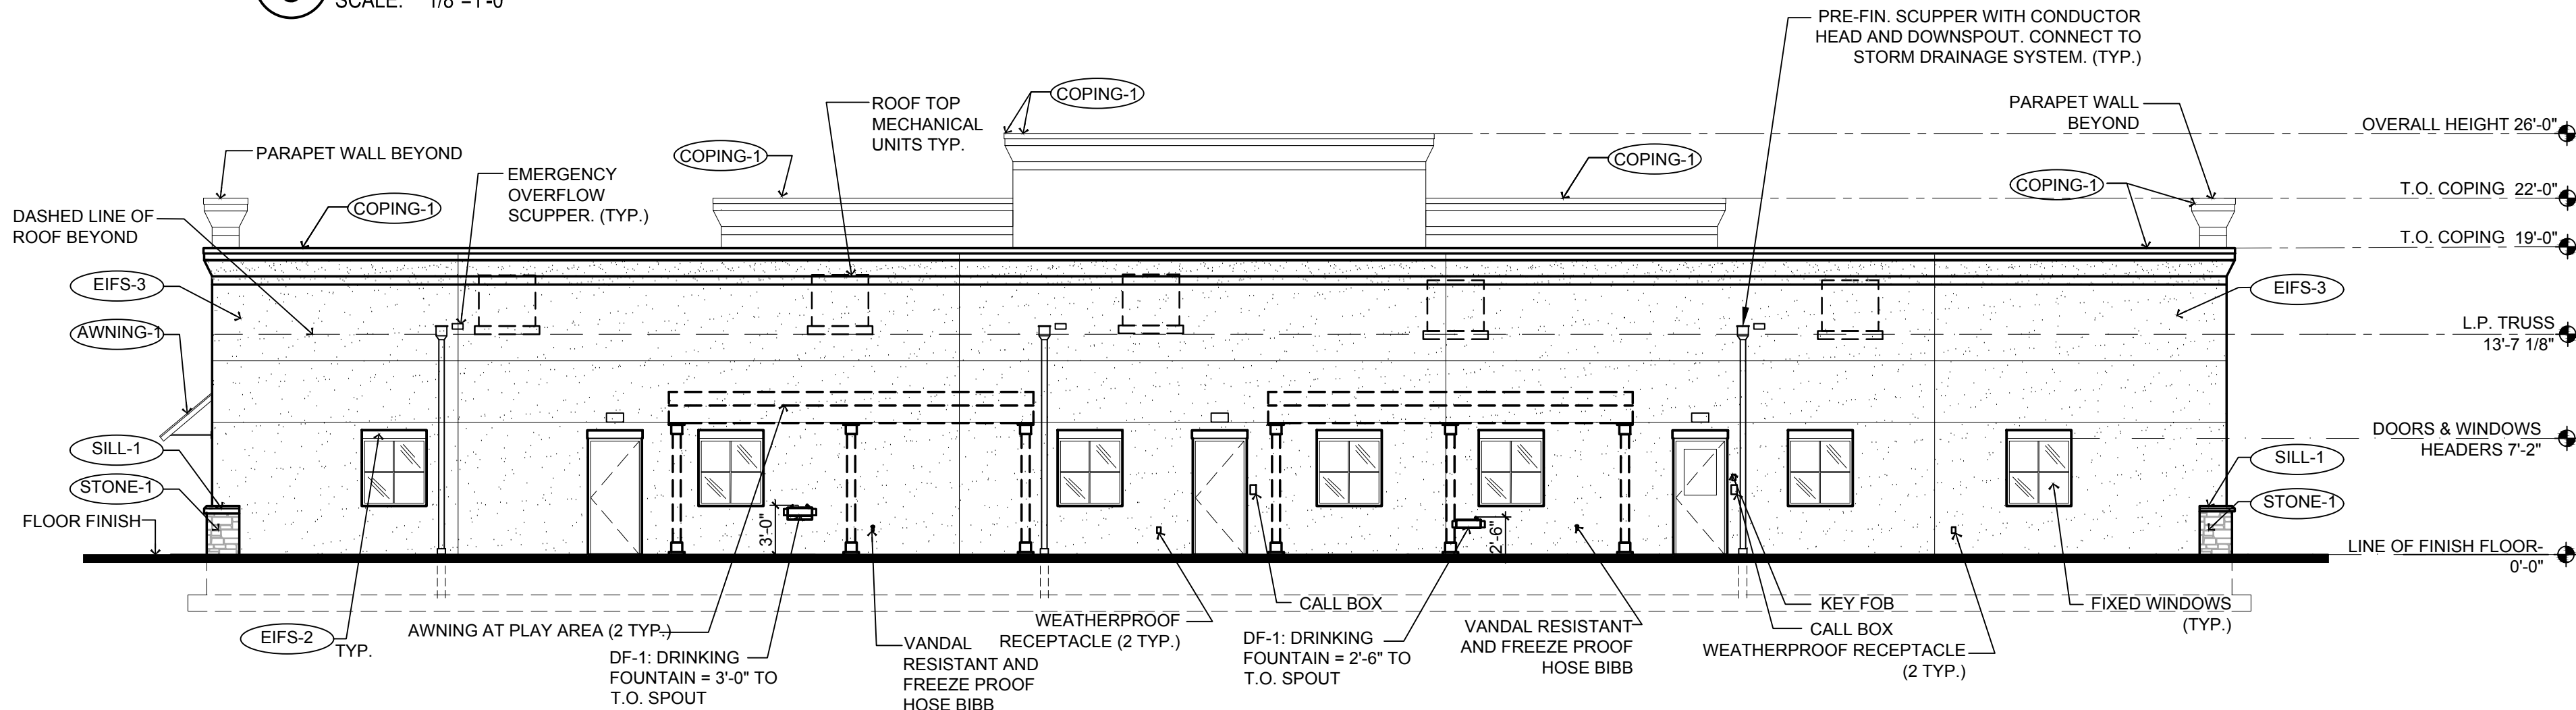 SCALE: 1/8"=1'-0"
PRE-FIN. SCUPPER WITH CONDUCTOR
HEAD AND DOWNSPOUT. CONNECT TO
STORM DRAINAGE SYSTEM. (TYP.)
COPING-1
ROOF TOP
MECHANICAL
UNITS TYP.
PARAPET WALL
BEYOND
OVERALL HEIGHT 26'-0"
PARAPET WALL BEYOND
COPING-1
COPING-1
EMERGENCY
OVERFLOW
SCUPPER. (TYP.)
COPING-1
T.O. COPING 22'-0"
COPING-1
DASHED LINE OF
ROOF BEYOND
T.O. COPING 19'-0"
EIFS-3
EIFS-3
AWNING-1
L.P. TRUSS
13'-7 1/8"
DOORS & WINDOWS
HEADERS 7'-2"
SILL-1
SILL-1
STONE-1
STONE-1
FLOOR FINISH
3'-0"
2'-6"
LINE OF FINISH FLOOR-
0'-0"
EIFS-2
TYP.
AWNING AT PLAY AREA (2 TYP.)
DF-1: DRINKING
FOUNTAIN = 3'-0" TO
T.O. SPOUT
VANDAL
RESISTANT AND
FREEZE PROOF
HOSE BIBB
WEATHERPROOF
RECEPTACLE (2 TYP.)
CALL BOX
DF-1: DRINKING
FOUNTAIN = 2'-6" TO
T.O. SPOUT
VANDAL RESISTANT
AND FREEZE PROOF
HOSE BIBB
KEY FOB
CALL BOX
WEATHERPROOF RECEPTACLE
(2 TYP.)
FIXED WINDOWS
(TYP.)